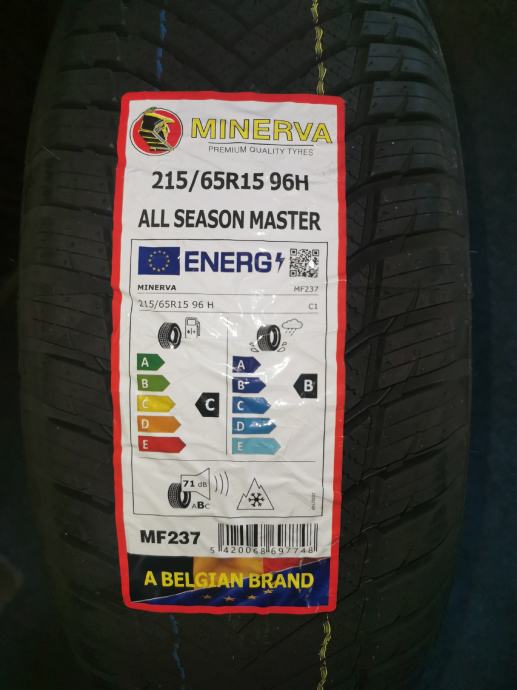 MINERVA
PREMIUM QUALITY TYRES
215/65R15 96H
ALL SEASON MASTER
ENERG
MINERVA MF237
215/65R15 96 H C1
A A
B B B
C C C
D D
E E
71 dB
ABC
MF237
5 420068 697748
A BELGIAN BRAND